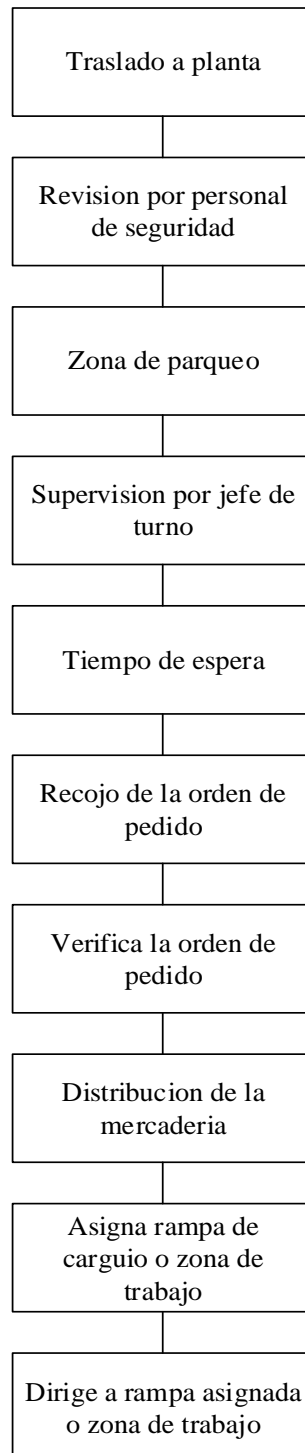 Traslado a planta
Revision por personal
de seguridad
Zona de parqueo
Supervision por jefe de
turno
Tiempo de espera
Recojo de la orden de
pedido
Verifica la orden de
pedido
Distribucion de la
mercaderia
Asigna rampa de
carguio o zona de
trabajo
Dirige a rampa asignada
o zona de trabajo